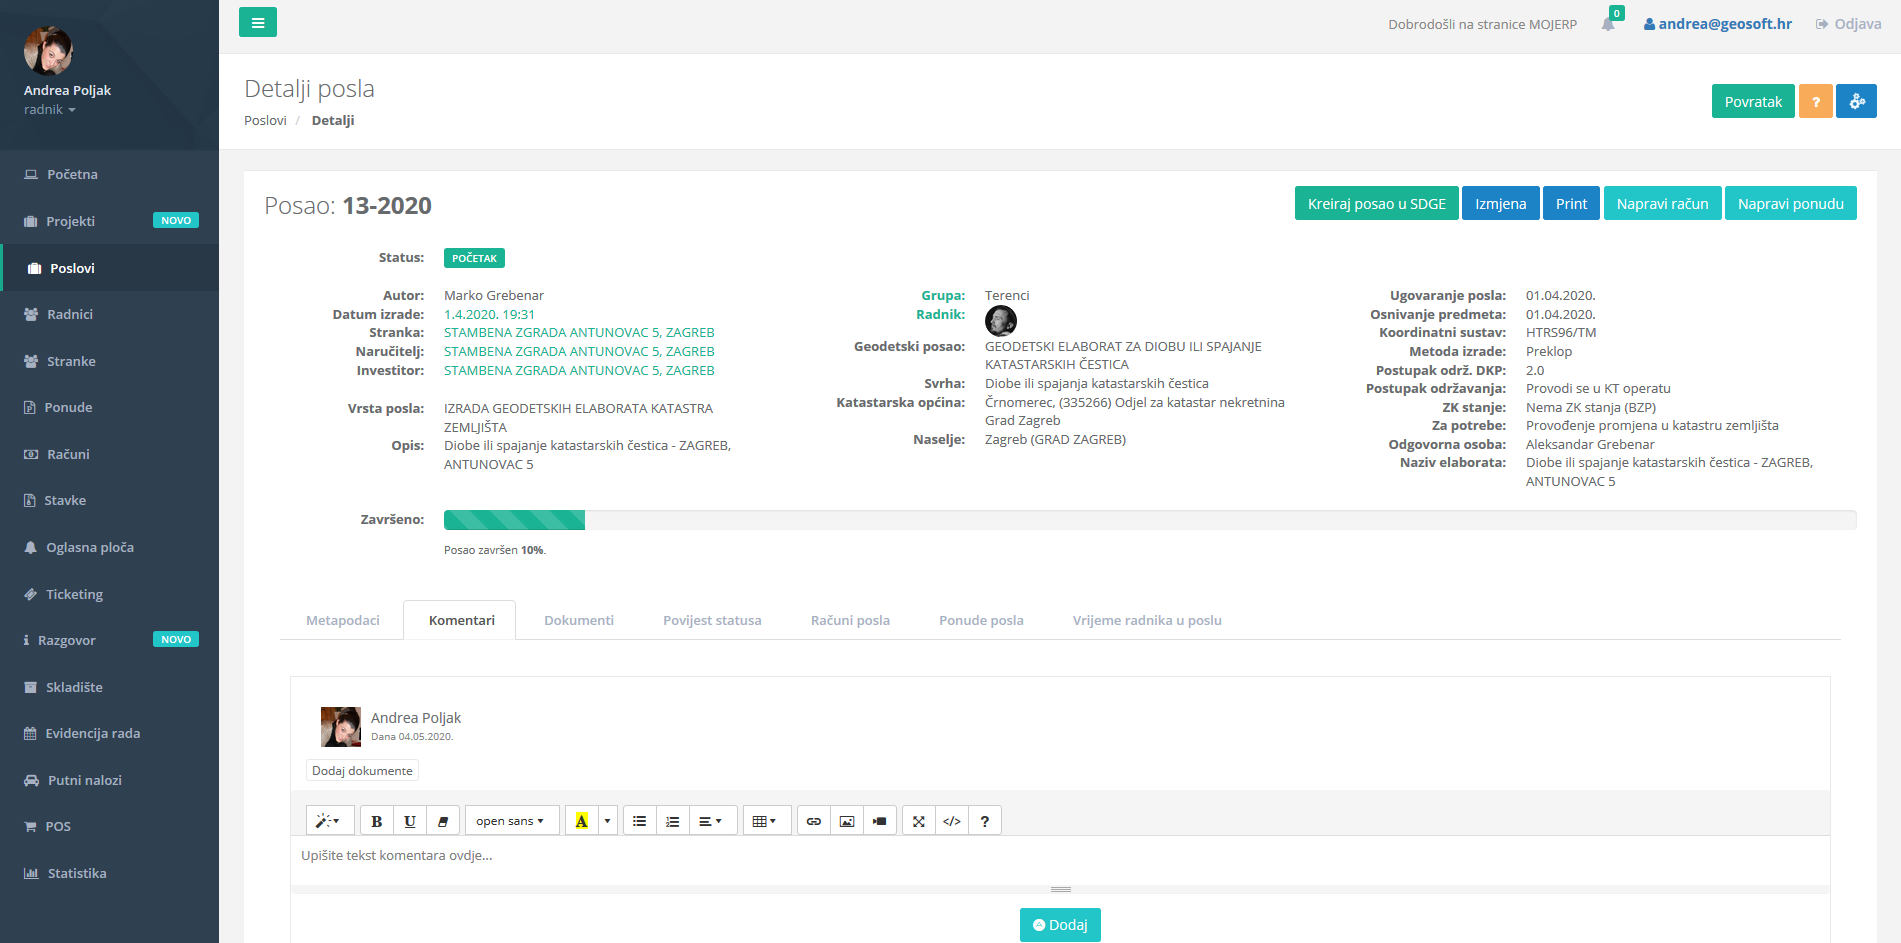 Andrea Poljak
radnik
Početna
Projekti NOVO
Poslovi
Radnici
Stranke
Ponude
Računi
Stavke
Oglasna ploča
Ticketing
Razgovor NOVO
Skladište
Evidencija rada
Putni nalozi
POS
Statistika
Dobrodošli na stranice MOJERP 0 andrea@geosoft.hr Odjava
Detalji posla
Poslovi / Detalji
Povratak ?
Posao: 13-2020
Kreiraj posao u SDGE Izmjena Print Napravi račun Napravi ponudu
Status: POČETAK
Autor: Marko Grebenar
Datum izrade: 1.4.2020. 19:31
Stranka: STAMBENA ZGRADA ANTUNOVAC 5, ZAGREB
Naručitelj: STAMBENA ZGRADA ANTUNOVAC 5, ZAGREB
Investitor: STAMBENA ZGRADA ANTUNOVAC 5, ZAGREB
Vrsta posla: IZRADA GEODETSKIH ELABORATA KATASTRA
ZEMLJIŠTA
Opis: Diobe ili spajanje katastarskih čestica - ZAGREB,
ANTUNOVAC 5
Grupa: Terenci
Radnik:
Geodetski posao: GEODETSKI ELABORAT ZA DIOBU ILI SPAJANJE
KATASTARSKIH ČESTICA
Svrha: Diobe ili spajanja katastarskih čestica
Katastarska općina: Črnomerec, (335266) Odjel za katastar nekretnina
Grad Zagreb
Naselje: Zagreb (GRAD ZAGREB)
Ugovaranje posla: 01.04.2020.
Osnivanje predmeta: 01.04.2020.
Koordinatni sustav: HTRS96/TM
Metoda izrade: Preklop
Postupak održ. DKP: 2.0
Postupak održavanja: Provodi se u KT operatu
ZK stanje: Nema ZK stanja (BZP)
Za potrebe: Provođenje promjena u katastru zemljišta
Odgovorna osoba: Aleksandar Grebenar
Naziv elaborata: Diobe ili spajanje katastarskih čestica - ZAGREB,
ANTUNOVAC 5
Završeno:
Posao završen 10%.
Metapodaci Komentari Dokumenti Povijest statusa Računi posla Ponude posla Vrijeme radnika u poslu
Andrea Poljak
Dana 04.05.2020.
Dodaj dokumente
B U open sans A </> ?
Upišite tekst komentara ovdje...
Dodaj